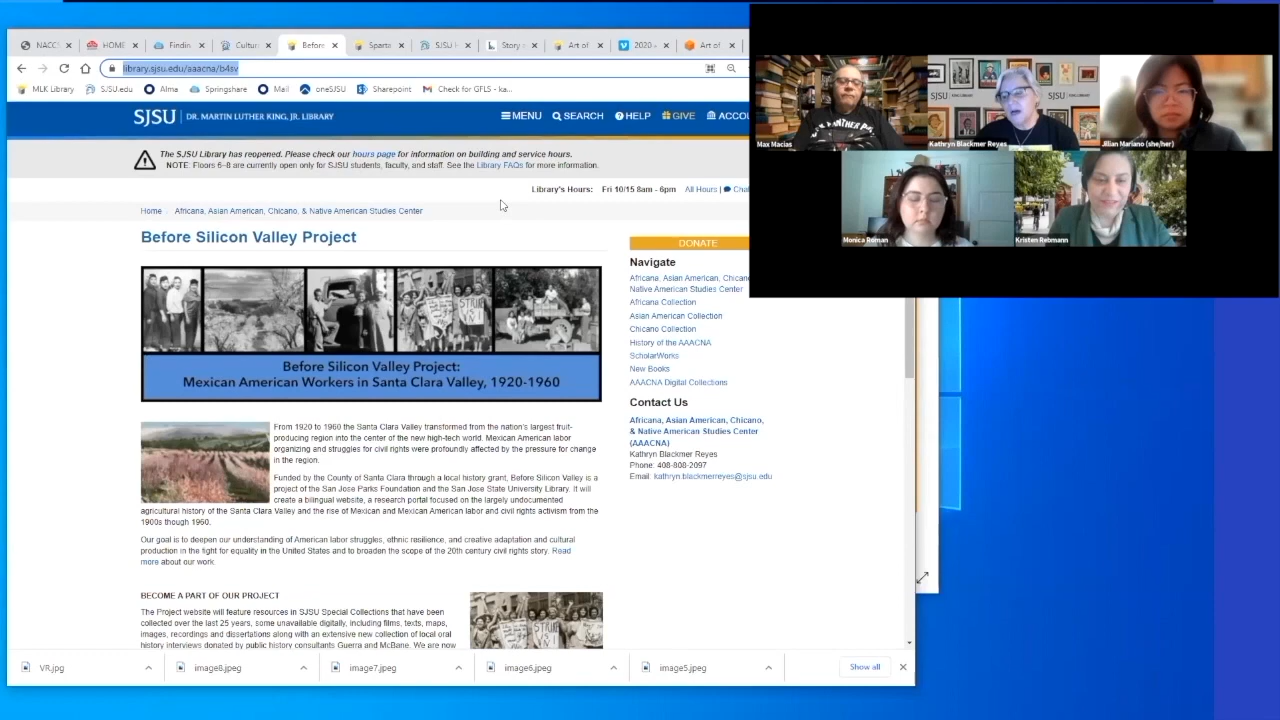 NACC
HOME
Findin
Cultur
Before
Sparta
SJSU H
Story
Art of
2020
Art of
library.sjsu.edu/aaacna/b4sv
MLK Library
SJSU.edu
Alma
Springshare
Mail
oneSJSU
Sharepoint
Check for GFLS - ka...
SJSU | DR. MARTIN LUTHER KING, JR. LIBRARY
MENU
SEARCH
HELP
GIVE
ACCOU
The SJSU Library has reopened. Please check our hours page for information on building and service hours.
NOTE: Floors 6-8 are currently open only for SJSU students, faculty, and staff. See the Library FAQs for more information.
Library's Hours: Fri 10/15 8am - 6pm All Hours | Chat
Home
Africana, Asian American, Chicano, & Native American Studies Center
Before Silicon Valley Project
Before Silicon Valley Project:
Mexican American Workers in Santa Clara Valley, 1920-1960
From 1920 to 1960 the Santa Clara Valley transformed from the nation's largest fruit-
producing region into the center of the new high-tech world. Mexican American labor
organizing and struggles for civil rights were profoundly affected by the pressure for change
in the region.
Funded by the County of Santa Clara through a local history grant, Before Silicon Valley is a
project of the San Jose Parks Foundation and the San Jose State University Library. It will
create a bilingual website, a research portal focused on the largely undocumented
agricultural history of the Santa Clara Valley and the rise of Mexican and Mexican American labor and civil rights activism from the
1900s though 1960.
Our goal is to deepen our understanding of American labor struggles, ethnic resilience, and creative adaptation and cultural
production in the fight for equality in the United States and to broaden the scope of the 20th century civil rights story. Read
more about our work.
BECOME A PART OF OUR PROJECT
The Project website will feature resources in SJSU Special Collections that have been
collected over the last 25 years, some unavailable digitally, including films, texts, maps,
images, recordings and dissertations along with an extensive new collection of local oral
history interviews donated by public history consultants Guerra and McBane. We are now
DONATE
Navigate
Africana, Asian American, Chicano
Native American Studies Center
Africana Collection
Asian American Collection
Chicano Collection
History of the AAACNA
ScholarWorks
New Books
AAACNA Digital Collections
Contact Us
Africana, Asian American, Chicano,
& Native American Studies Center
(AAACNA)
Kathryn Blackmer Reyes
Phone: 408-808-2097
Email: kathryn.blackmerreyes@sjsu.edu
Max Macias
SJSU
Kathryn Blackmer Reyes
Jilian Mariano (she/her)
Monica Roman
Kristen Rebmann
VR.jpg
image8.jpeg
image7.jpeg
image6.jpeg
image5.jpeg
Show all